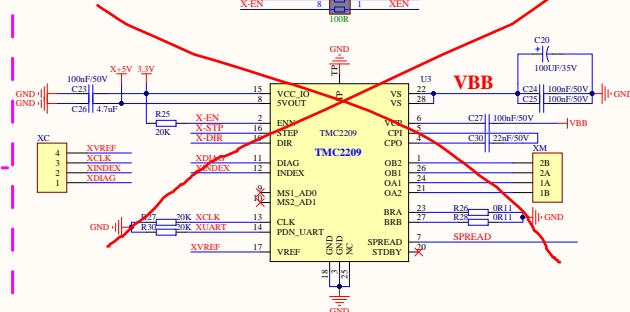 X-EN 8 1 XEN
100R
GND
TP
X+5V 3.3V
C20
100UF/35V
100nF/50V
C23
GND
GND
C26 4.7uF
15 VCC_IO
8 5VOUT
VS 22
VS 28
U3
VBB
C24 100nF/50V
C25 100nF/50V
GND
R25
20K
X-EN 2 ENN
X-STP 16 STEP
X-DIR DIR
TP
TMC2209
TMC2209
VCP 6
CPI 5
CPO 4
C27 100nF/50V
C30 22nF/50V
VBB
XC
4 XVREF
3 XCLK
2 XINDEX
1 XDIAG
XDIAG 11 DIAG
XINDEX 12 INDEX
OB2 1
OB1 26
OA1 24
OA2 21
XM
2B
2A
1A
1B
9 MS1_AD0
10 MS2_AD1
GND
R27 20K XCLK 13 CLK
R30 20K XUART 14 PDN_UART
XVREF 17 VREF
BRA 23 R26 0R11
BRB 27 R28 0R11
GND
SPREAD 7 SPREAD
STDBY 20
GND GND NC
18 3 25
GND